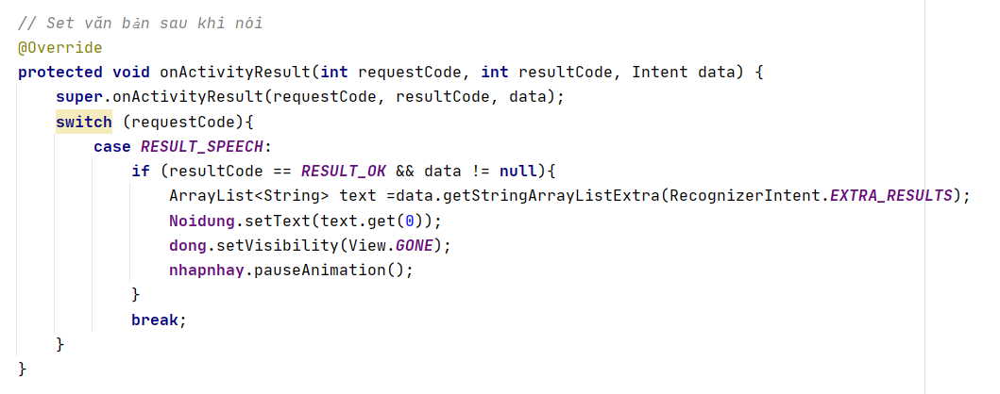 // Set văn bản sau khi nói
@Override
protected void onActivityResult(int requestCode, int resultCode, Intent data) {
    super.onActivityResult(requestCode, resultCode, data);
    switch (requestCode){
        case RESULT_SPEECH:
            if (resultCode == RESULT_OK && data != null){
                ArrayList<String> text =data.getStringArrayListExtra(RecognizerIntent.EXTRA_RESULTS);
                Noidung.setText(text.get(0));
                dong.setVisibility(View.GONE);
                nhapnhay.pauseAnimation();
            }
            break;
    }
}